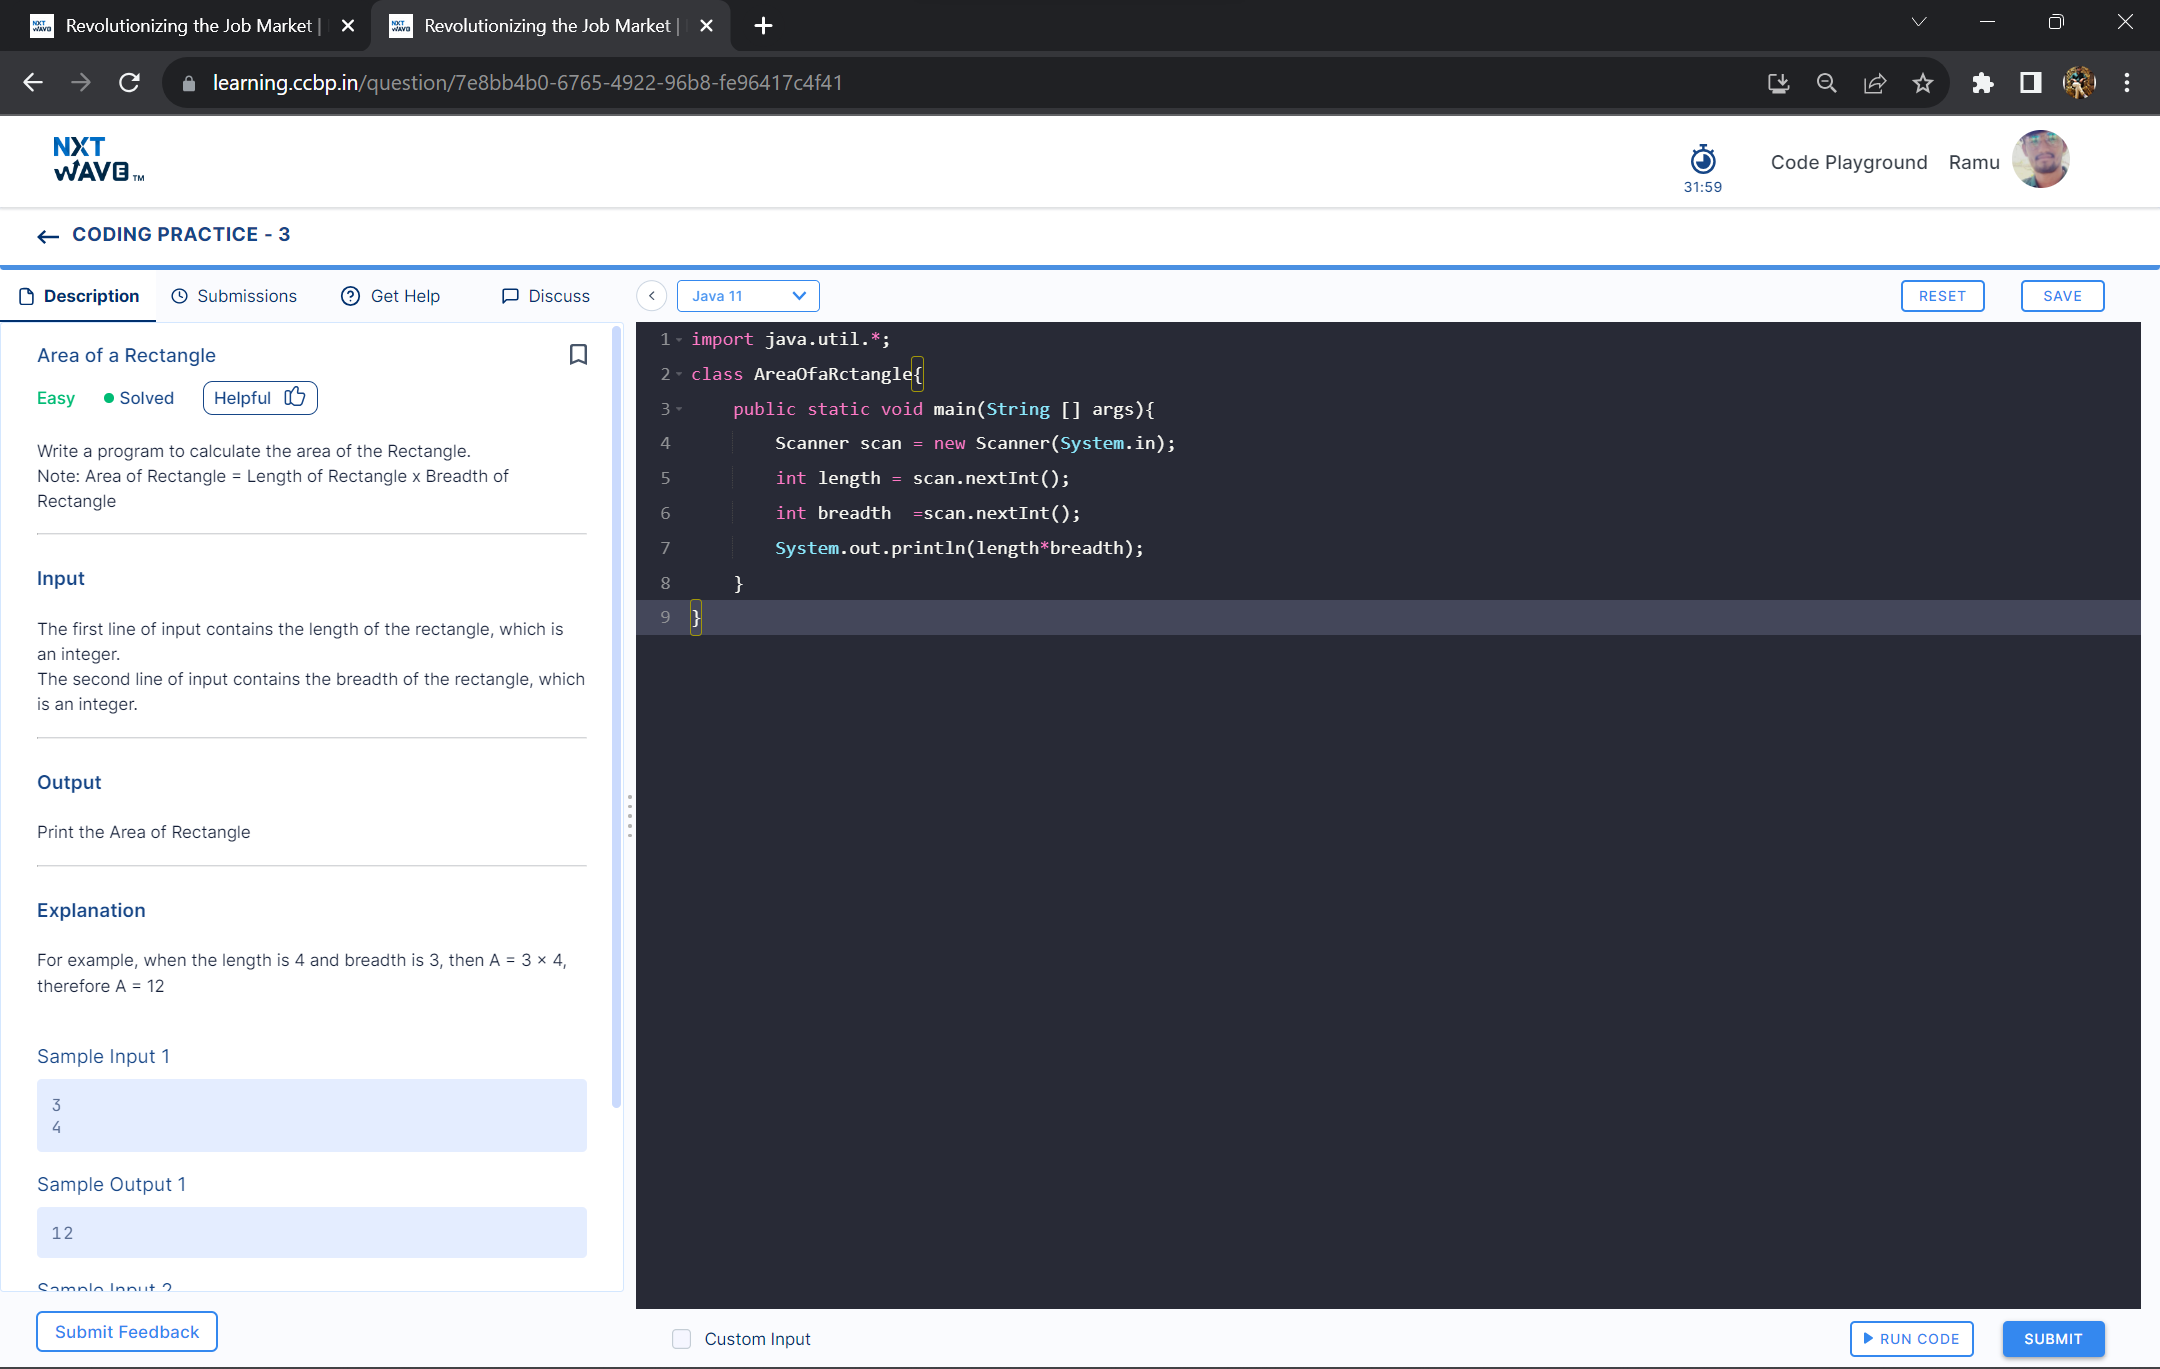 Revolutionizing the Job Market |
Revolutionizing the Job Market |
learning.ccbp.in/question/7e8bb4b0-6765-4922-96b8-fe96417c4f41
NXT
WAVE TM
31:59
Code Playground
Ramu
CODING PRACTICE - 3
Description
Submissions
Get Help
Discuss
Java 11
RESET
SAVE
Area of a Rectangle
Easy
Solved
Helpful
Write a program to calculate the area of the Rectangle.
Note: Area of Rectangle = Length of Rectangle x Breadth of
Rectangle
Input
The first line of input contains the length of the rectangle, which is
an integer.
The second line of input contains the breadth of the rectangle, which
is an integer.
Output
Print the Area of Rectangle
Explanation
For example, when the length is 4 and breadth is 3, then A = 3 × 4,
therefore A = 12
Sample Input 1
3
4
Sample Output 1
12
Sample Input 2
Submit Feedback
1 import java.util.*;
2 class AreaOfaRctangle{
3 public static void main(String [] args){
4 Scanner scan = new Scanner(System.in);
5 int length = scan.nextInt();
6 int breadth  =scan.nextInt();
7 System.out.println(length*breadth);
8 }
9 }
Custom Input
RUN CODE
SUBMIT